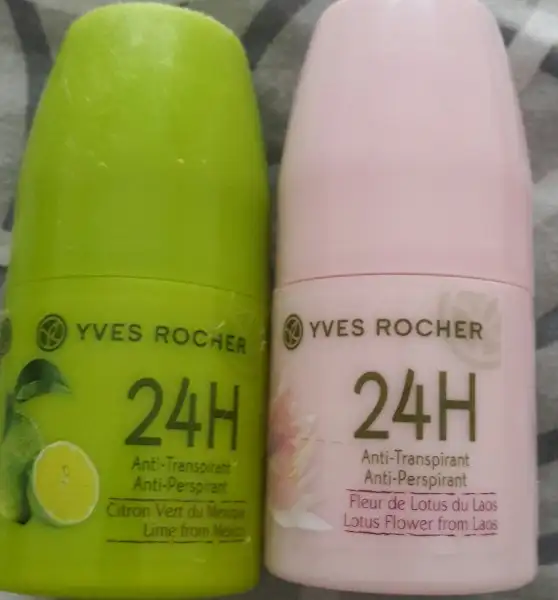 YVES ROCHER
24H
Anti-Transpirant
Anti-Perspirant
Citron Vert du Mexique
Lime from Mexico
YVES ROCHER
24H
Anti-Transpirant
Anti-Perspirant
Fleur de Lotus du Laos
Lotus Flower from Laos